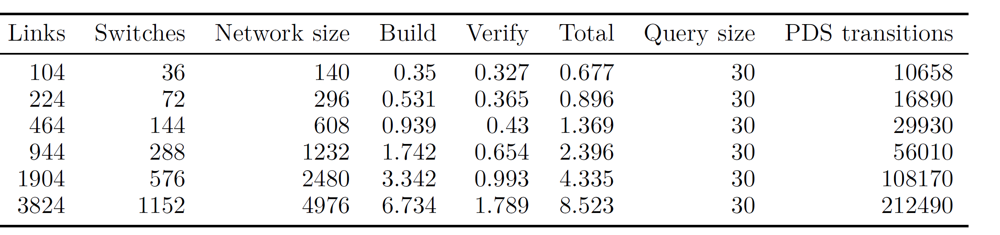 Links Switches Network size Build Verify Total Query size PDS transitions
104 36 140 0.35 0.327 0.677 30 10658
224 72 296 0.531 0.365 0.896 30 16890
464 144 608 0.939 0.43 1.369 30 29930
944 288 1232 1.742 0.654 2.396 30 56010
1904 576 2480 3.342 0.993 4.335 30 108170
3824 1152 4976 6.734 1.789 8.523 30 212490